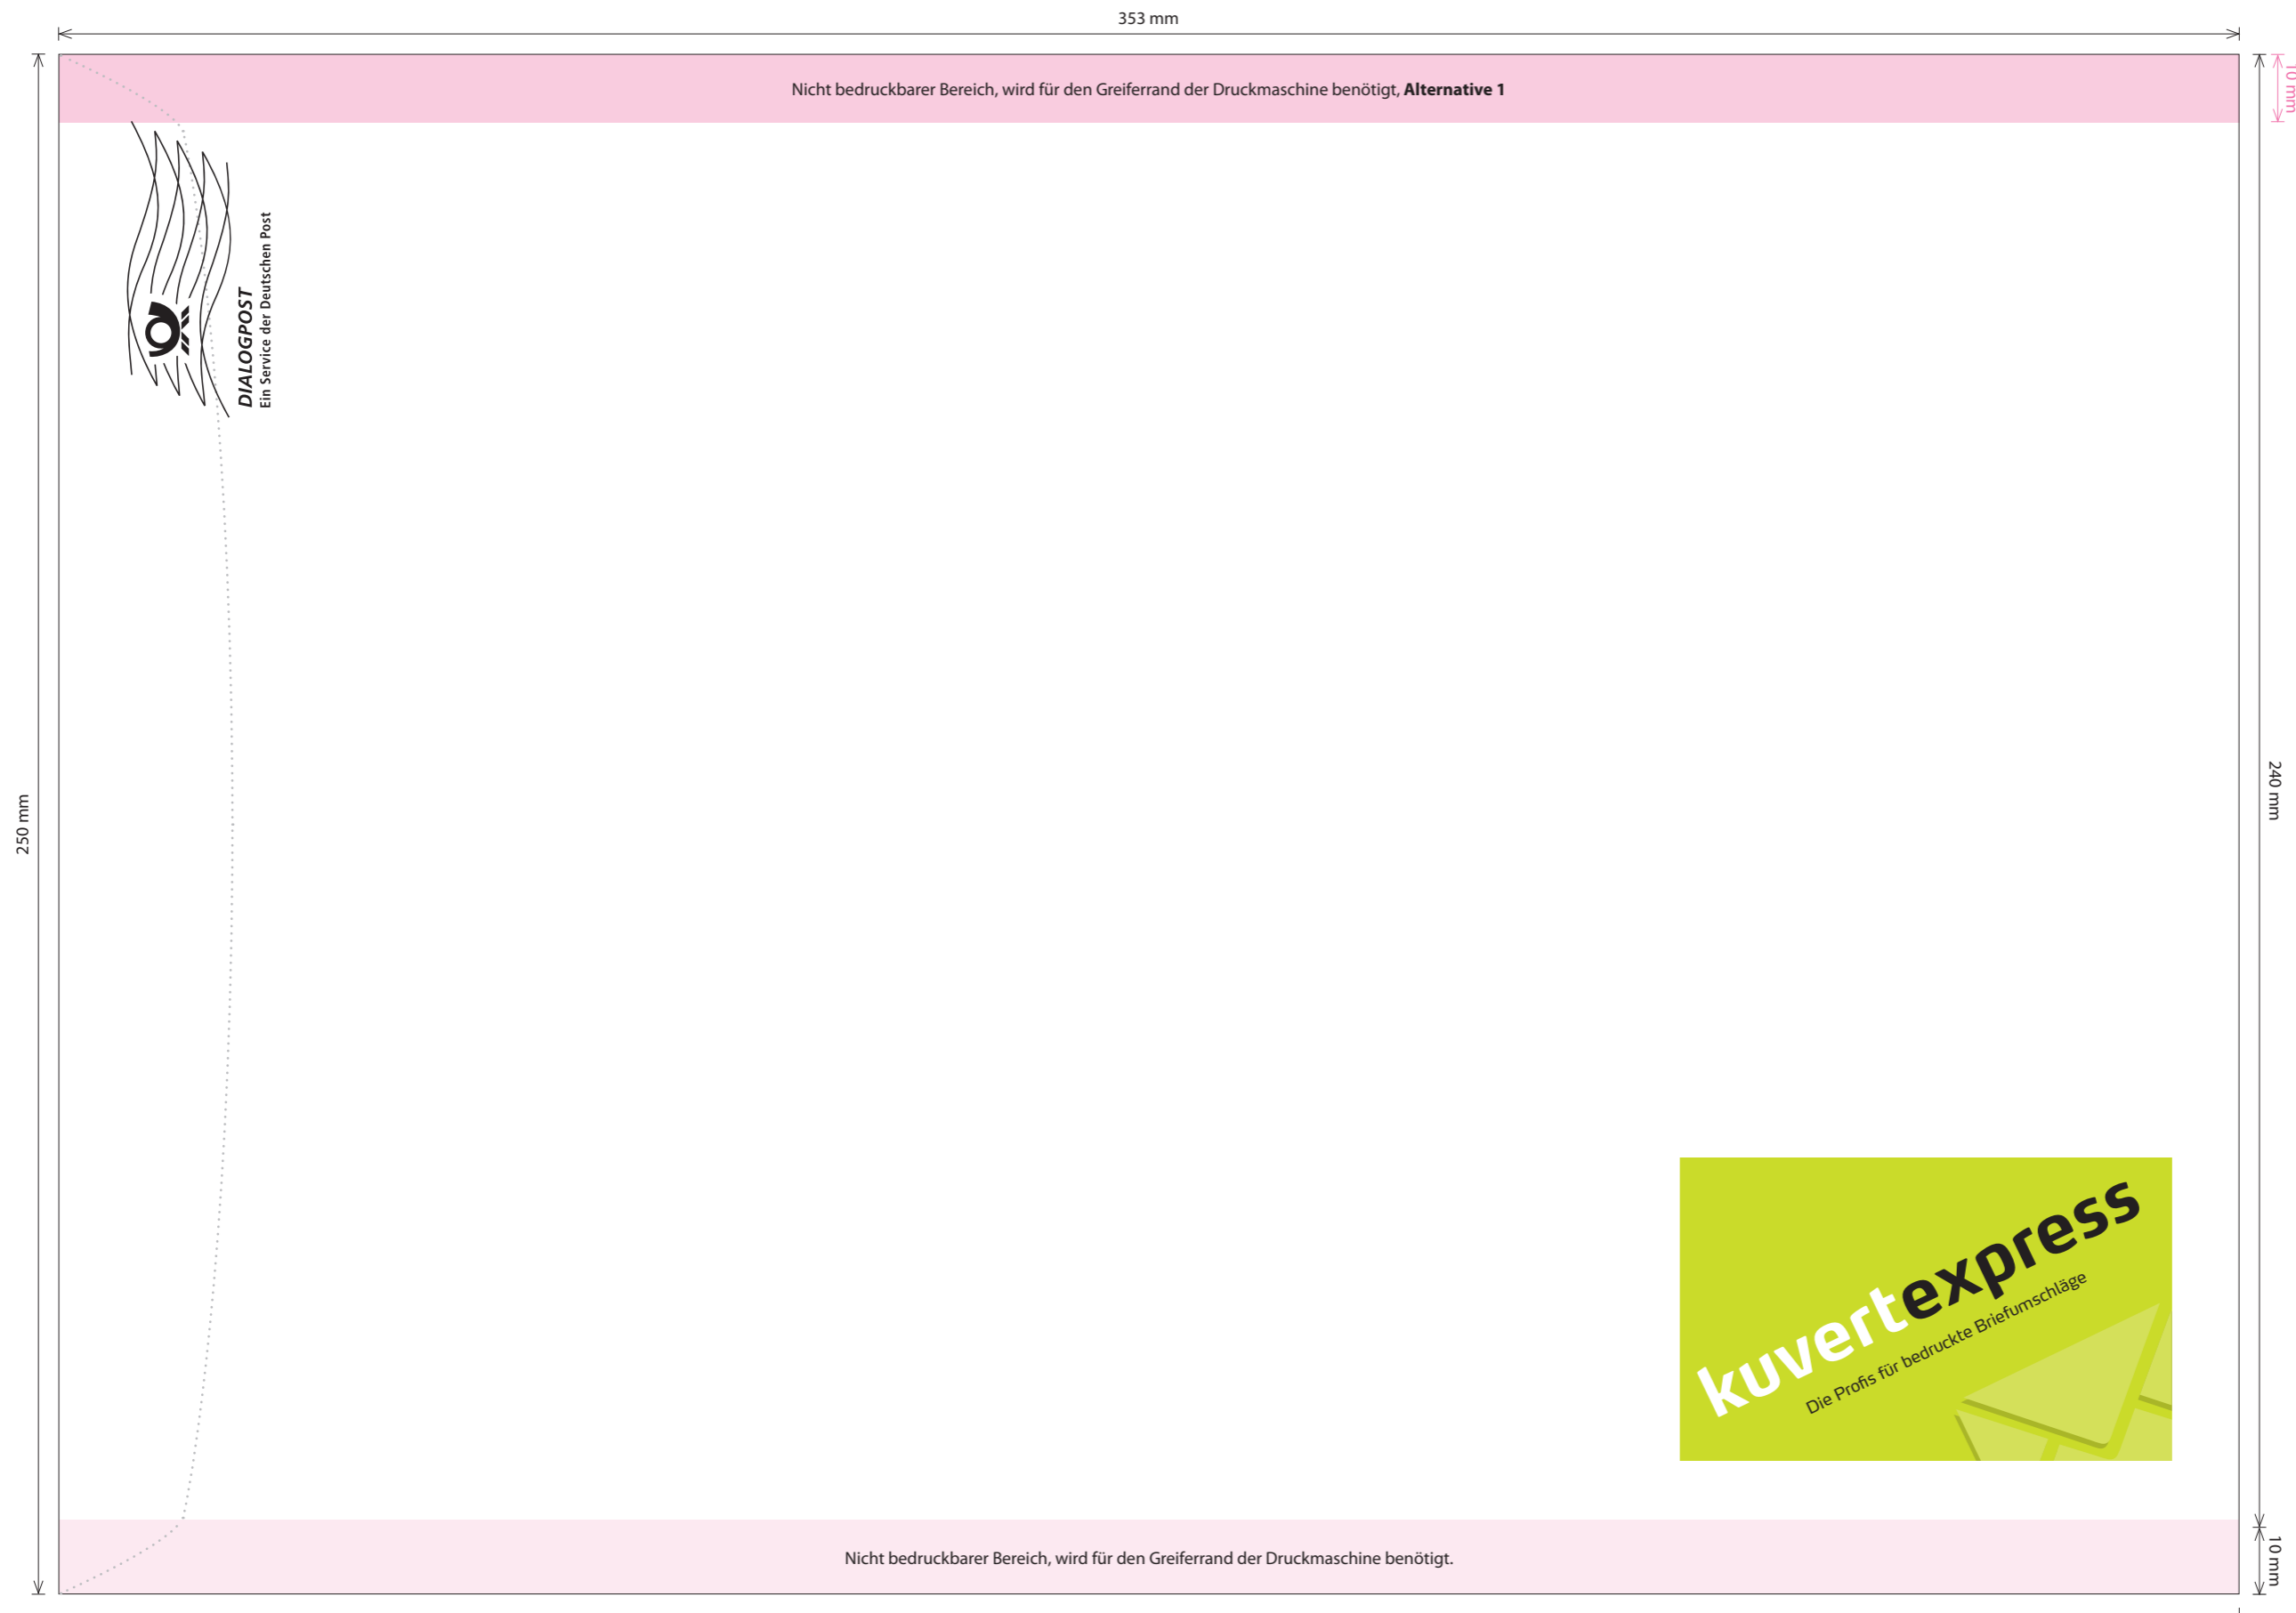 353 mm
10 mm
Nicht bedruckbarer Bereich, wird für den Greiferrand der Druckmaschine benötigt, Alternative 1
DIALOGPOST
Ein Service der Deutschen Post
250 mm
240 mm
kuvertexpress
Die Profis für bedruckte Briefumschläge
Nicht bedruckbarer Bereich, wird für den Greiferrand der Druckmaschine benötigt.
10 mm